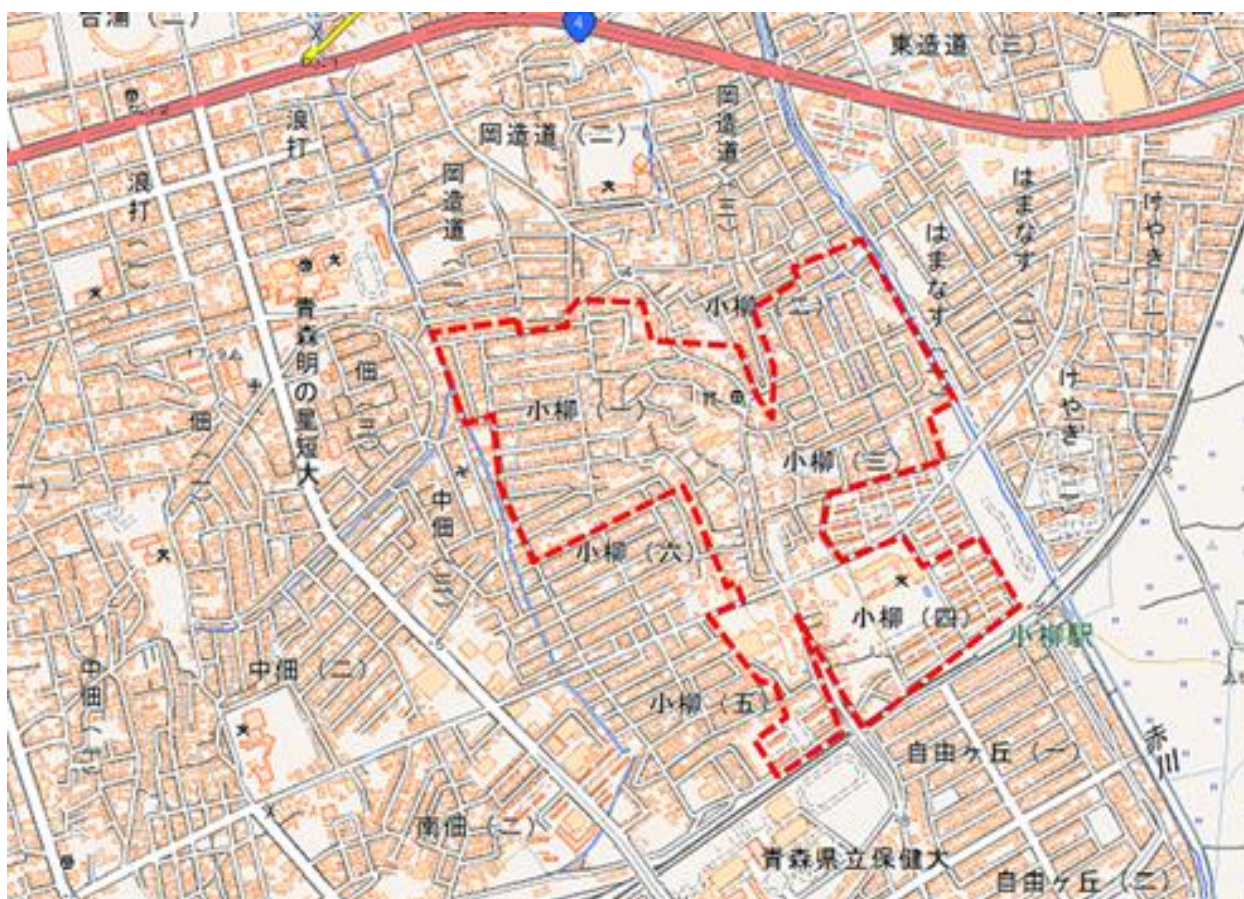 合浦（二）
4
東造道（三）
浪打（二）
岡造道（二）
岡造道（三）
浪打（一）
岡造道（一）
はまなす（二）
けやき（一）
はまなす
小柳（二）
青森明の星短大
佃（三）
小柳（一）
けやき（二）
佃（二）
小柳（三）
中佃（三）
小柳（六）
小柳（四）
小柳駅
中佃（二）
中佃（一）
小柳（五）
自由ヶ丘（一）
赤川
南佃（二）
青森県立保健大
自由ヶ丘（二）